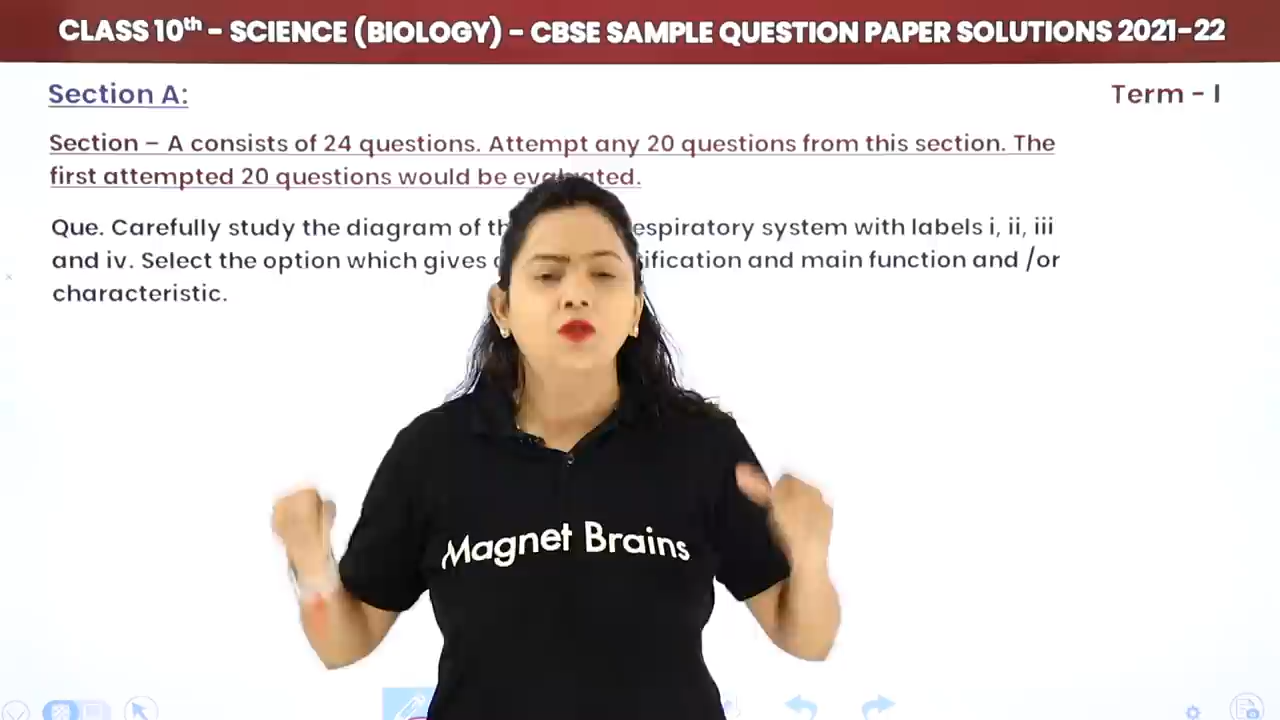 CLASS 10th – SCIENCE (BIOLOGY) – CBSE SAMPLE QUESTION PAPER SOLUTIONS 2021-22
Section A:
Term - I
Section – A consists of 24 questions. Attempt any 20 questions from this section. The
first attempted 20 questions would be evaluated.
Que. Carefully study the diagram of respiratory system with labels i, ii, iii
and iv. Select the option which gives and main function and /or
characteristic.
Magnet Brains